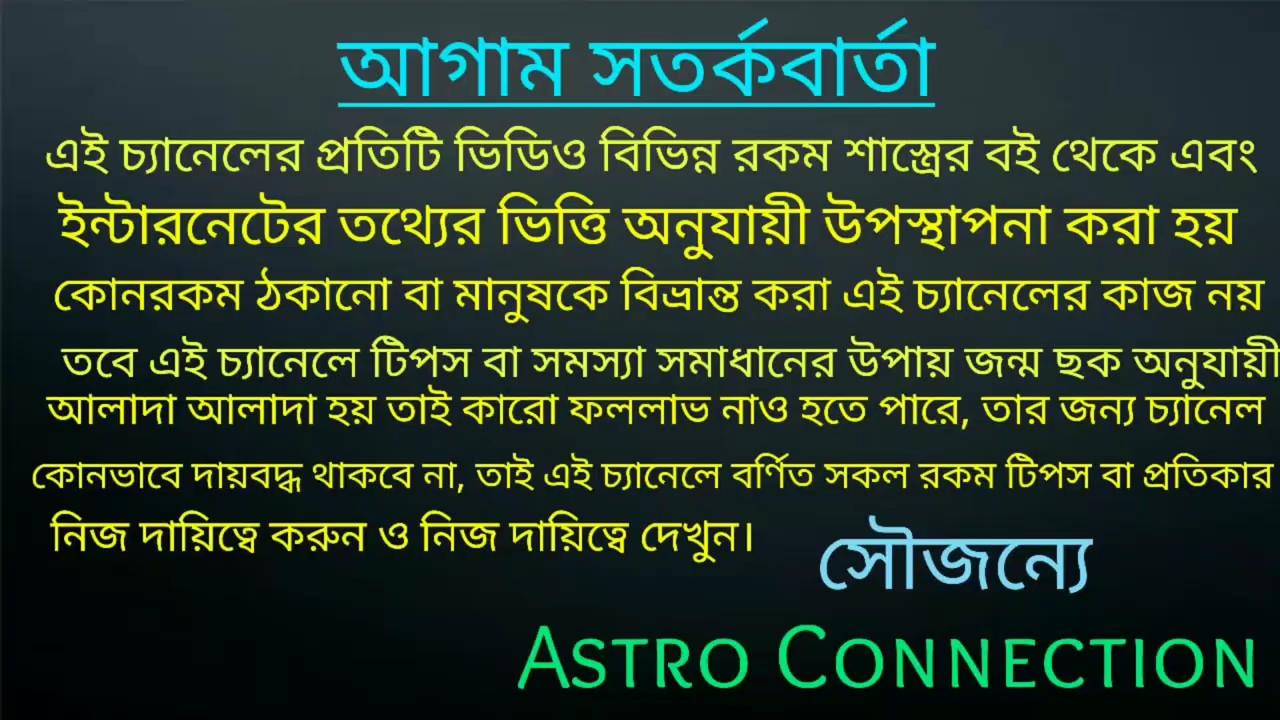 আগাম সতর্কবার্তা
এই চ্যানেলের প্রতিটি ভিডিও বিভিন্ন রকম শাস্ত্রের বই থেকে এবং
ইন্টারনেটের তথ্যের ভিত্তি অনুযায়ী উপস্থাপনা করা হয়
কোনরকম ঠকানো বা মানুষকে বিভ্রান্ত করা এই চ্যানেলের কাজ নয়
তবে এই চ্যানেলে টিপস বা সমস্যা সমাধানের উপায় জন্ম ছক অনুযায়ী
আলাদা আলাদা হয় তাই কারো ফললাভ নাও হতে পারে, তার জন্য চ্যানেল
কোনভাবে দায়বদ্ধ থাকবে না, তাই এই চ্যানেলে বর্ণিত সকল রকম টিপস বা প্রতিকার
নিজ দায়িত্বে করুন ও নিজ দায়িত্বে দেখুন।
সৌজন্যে
ASTRO CONNECTION